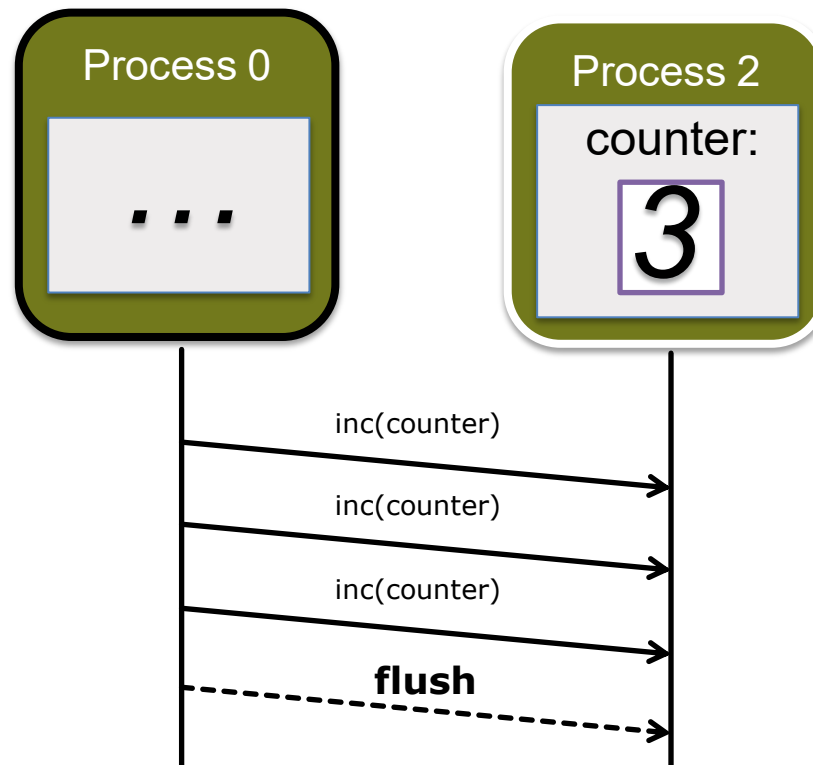 Process 0
...
Process 2
counter:
3
inc(counter)
inc(counter)
inc(counter)
flush